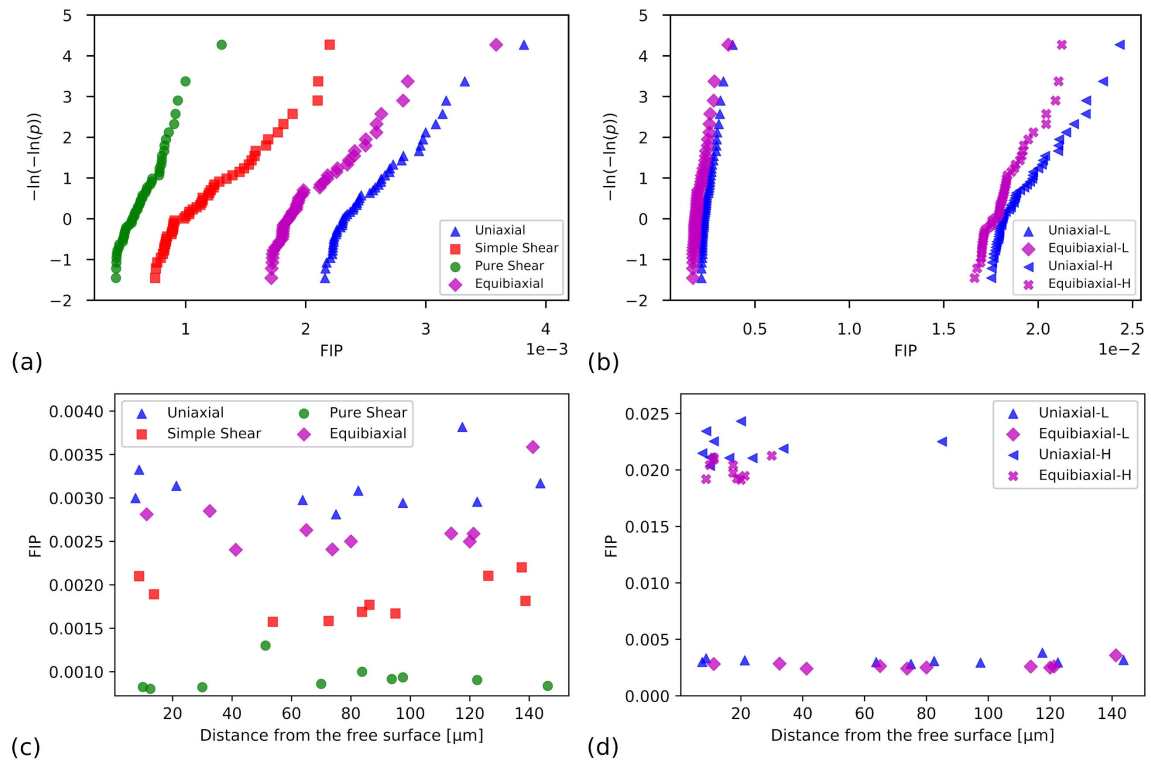 5
4
3
2
1
0
−1
−2
−ln(−ln(p))
Uniaxial
Simple Shear
Pure Shear
Equibiaxial
1 2 3 4
1e−3
FIP
(a)
5
4
3
2
1
0
−1
−2
−ln(−ln(p))
Uniaxial-L
Equibiaxial-L
Uniaxial-H
Equibiaxial-H
0.5 1.0 1.5 2.0 2.5
1e−2
FIP
(b)
0.0040
0.0035
0.0030
0.0025
0.0020
0.0015
0.0010
FIP
Uniaxial Pure Shear
Simple Shear Equibiaxial
20 40 60 80 100 120 140
Distance from the free surface [μm]
(c)
0.025
0.020
0.015
0.010
0.005
0.000
FIP
Uniaxial-L
Equibiaxial-L
Uniaxial-H
Equibiaxial-H
20 40 60 80 100 120 140
Distance from the free surface [μm]
(d)